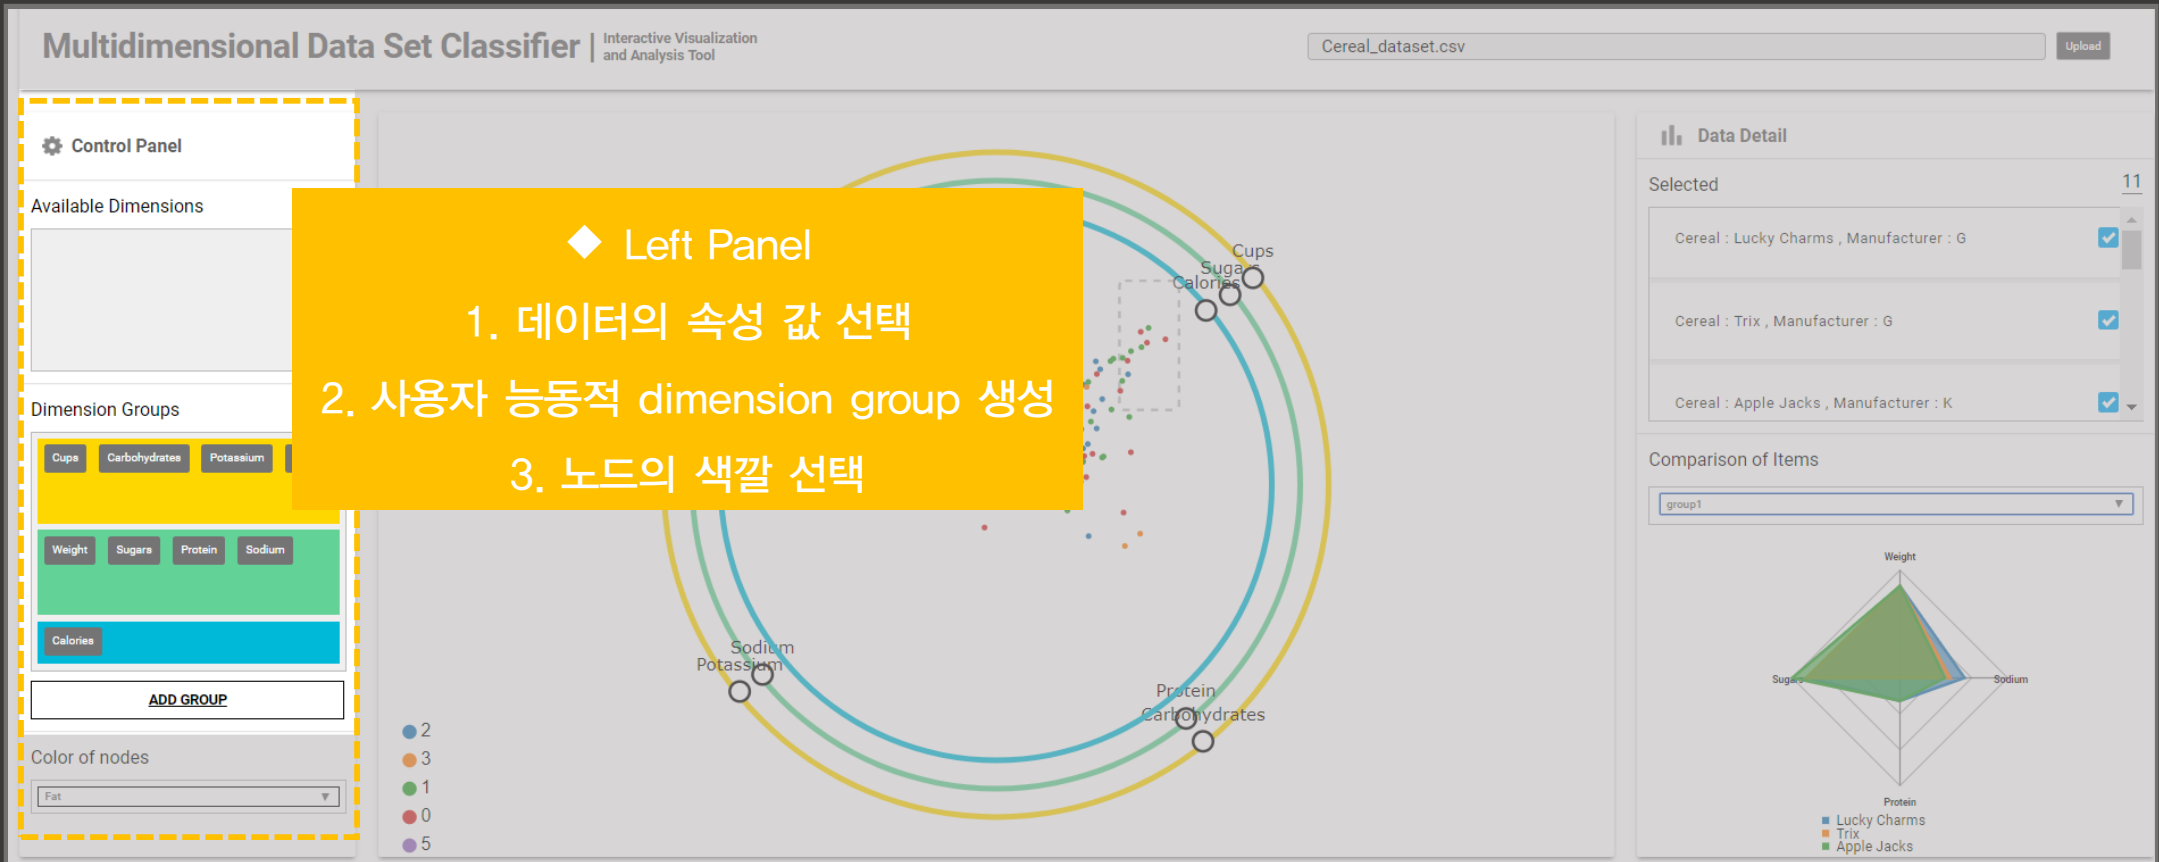 Multidimensional Data Set Classifier | Interactive Visualization and Analysis Tool
Cereal_dataset.csv
Upload
Control Panel
Available Dimensions
Dimension Groups
Cups Carbohydrates Potassium
Weight Sugars Protein Sodium
Calories
ADD GROUP
Color of nodes
Fat
◆ Left Panel
1. 데이터의 속성 값 선택
2. 사용자 능동적 dimension group 생성
3. 노드의 색깔 선택
Cups
Sugars
Calories
Sodium
Potassium
Protein
Carbohydrates
2
3
1
0
5
Data Detail
Selected 11
Cereal : Lucky Charms , Manufacturer : G
Cereal : Trix , Manufacturer : G
Cereal : Apple Jacks , Manufacturer : K
Comparison of Items
group1
Weight
Sugars
Sodium
Protein
Lucky Charms
Trix
Apple Jacks